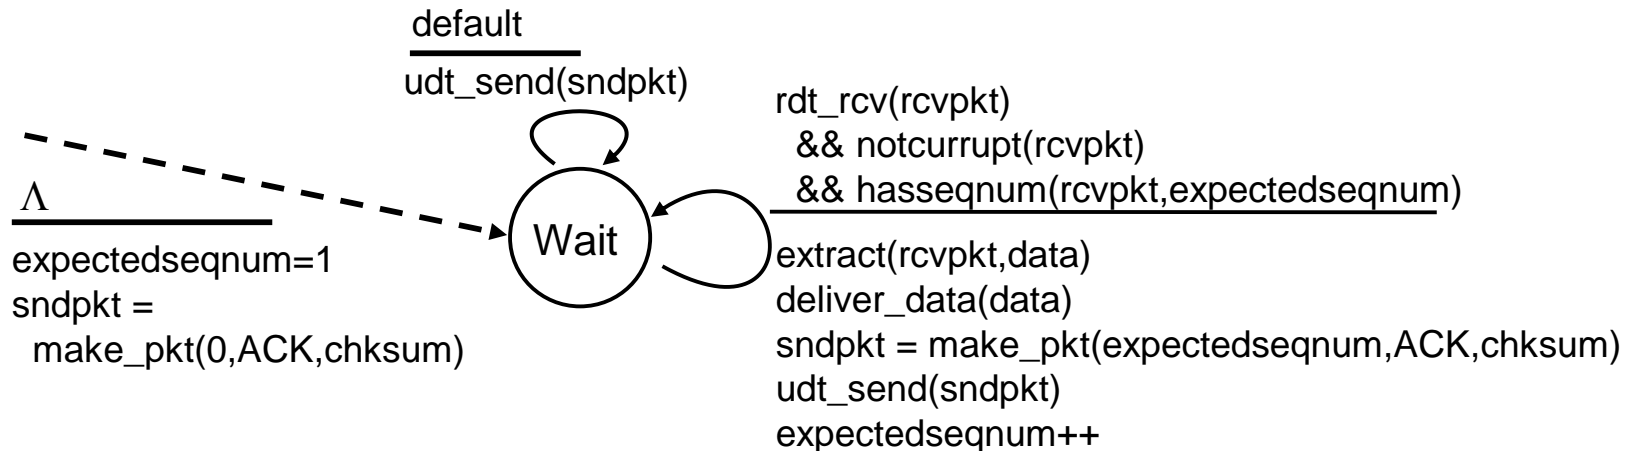 default
udt_send(sndpkt)
Λ
expectedseqnum=1
sndpkt =
make_pkt(0,ACK,chksum)
Wait
rdt_rcv(rcvpkt)
&& notcurrupt(rcvpkt)
&& hasseqnum(rcvpkt,expectedseqnum)
extract(rcvpkt,data)
deliver_data(data)
sndpkt = make_pkt(expectedseqnum,ACK,chksum)
udt_send(sndpkt)
expectedseqnum++